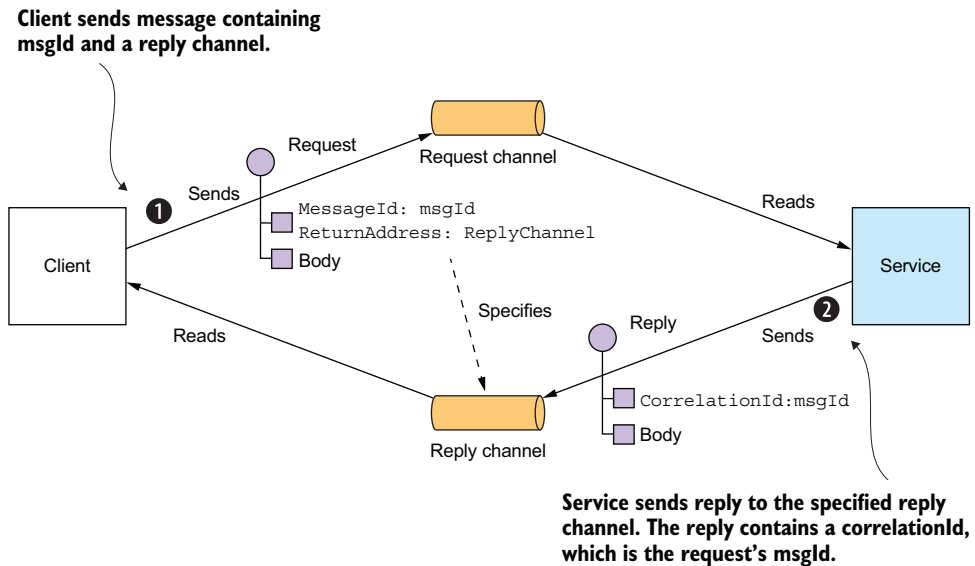 Client sends message containing
msgId and a reply channel.
Request
Request channel
Sends
Reads
1
MessageId: msgId
ReturnAddress: ReplyChannel
Body
Client
Service
Specifies
2
Reply
Reads
Sends
CorrelationId:msgId
Body
Reply channel
Service sends reply to the specified reply
channel. The reply contains a correlationId,
which is the request's msgId.